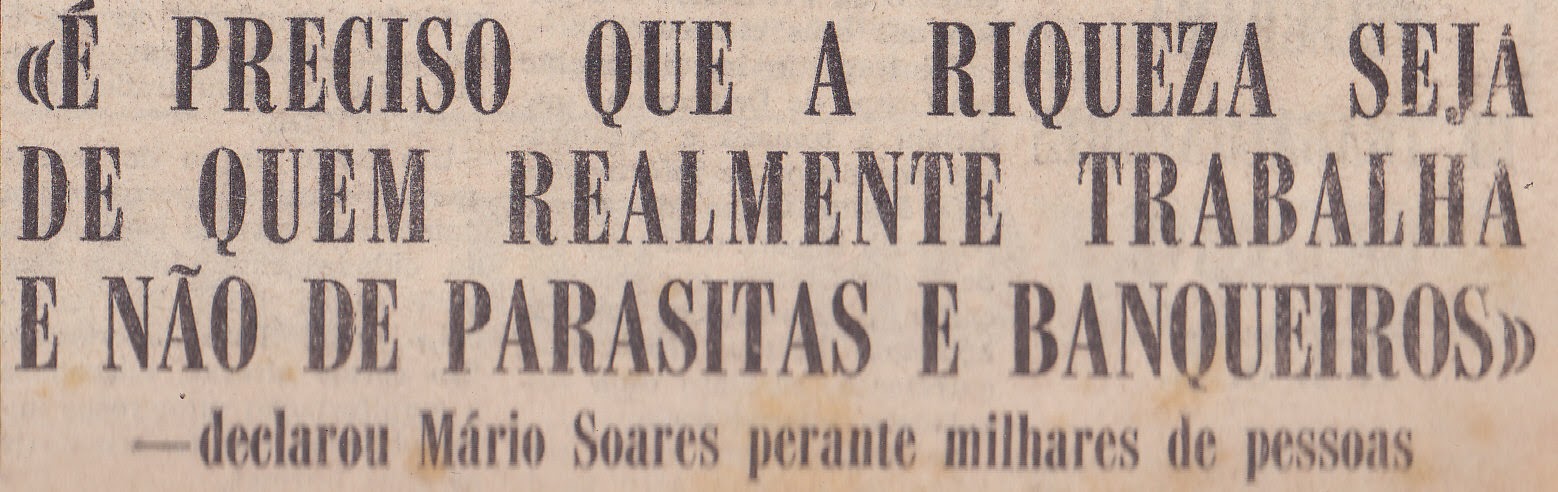 «É PRECISO QUE A RIQUEZA SEJA
DE QUEM REALMENTE TRABALHA
E NÃO DE PARASITAS E BANQUEIROS»
—declarou Mário Soares perante milhares de pessoas